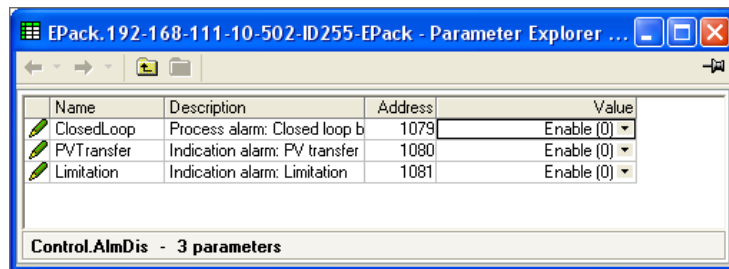 EPack.192-168-111-10-502-ID255-EPack - Parameter Explorer ...
Name Description Address Value
ClosedLoop Process alarm: Closed loop b 1079 Enable (0)
PVTransfer Indication alarm: PV transfer 1080 Enable (0)
Limitation Indication alarm: Limitation 1081 Enable (0)
Control.AlmDis - 3 parameters